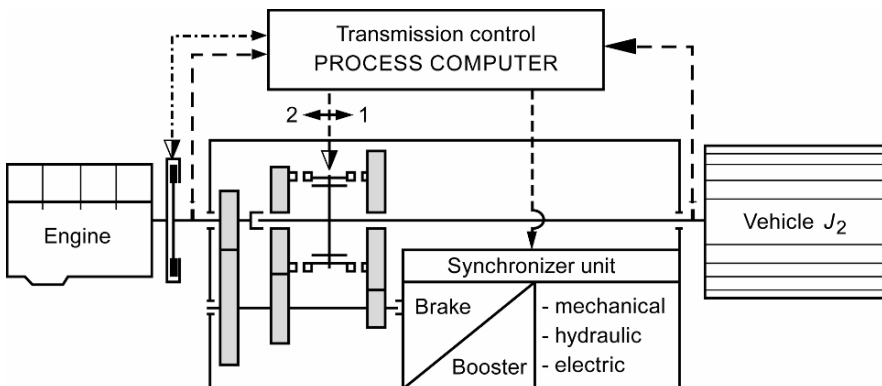 Transmission control
PROCESS COMPUTER
2 1
Engine
Vehicle J2
Synchronizer unit
Brake
Booster
- mechanical
- hydraulic
- electric